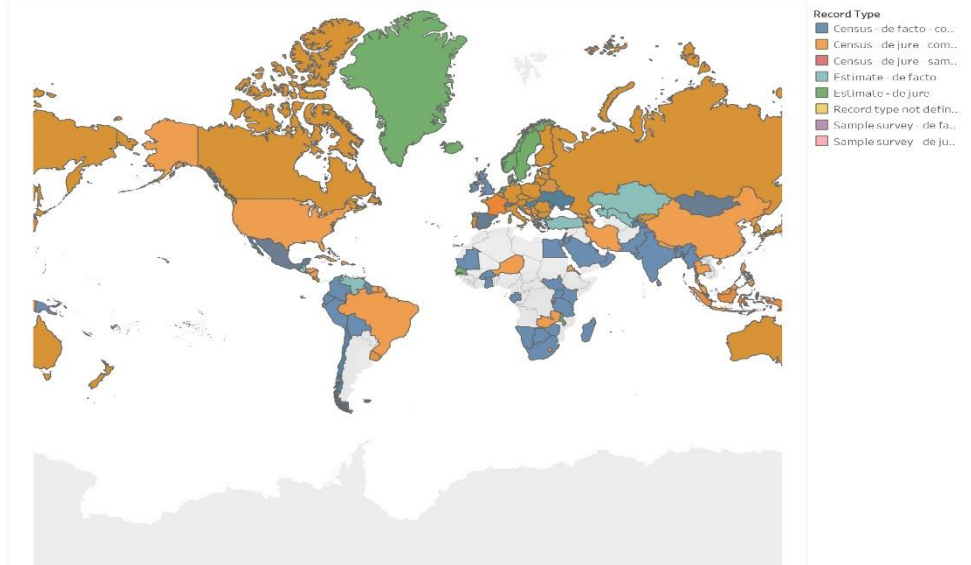 Record Type
Census - de facto - co..
Census - de jure - com..
Census - de jure - sam..
Estimate - de facto
Estimate - de jure
Record type not defin..
Sample survey - de fa..
Sample survey - de ju..